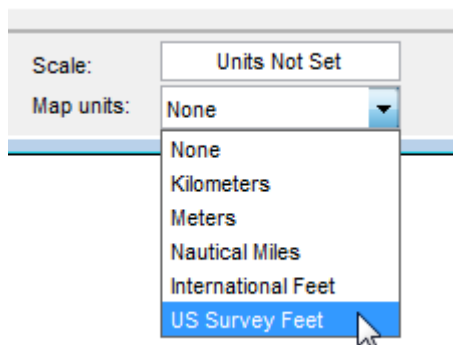 Scale: Units Not Set
Map units: None
None
Kilometers
Meters
Nautical Miles
International Feet
US Survey Feet